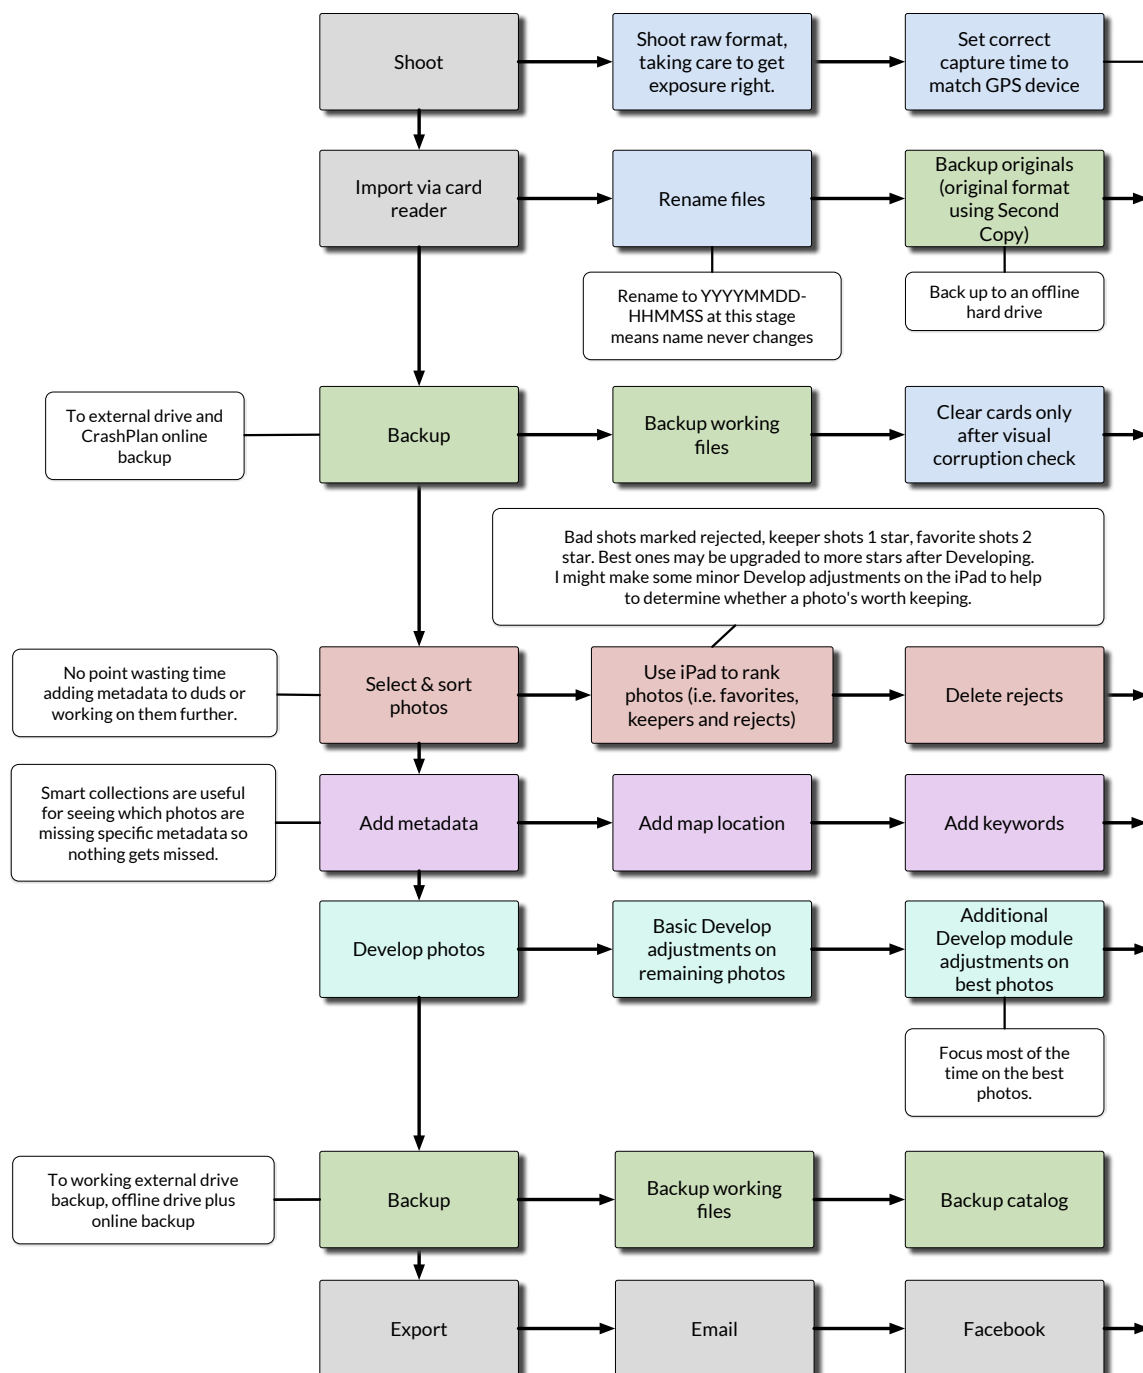 Shoot
Shoot raw format,
taking care to get
exposure right.
Set correct
capture time to
match GPS device
Import via card
reader
Rename files
Backup originals
(original format
using Second
Copy)
Rename to YYYYMMDD-
HHMMSS at this stage
means name never changes
Back up to an offline
hard drive
To external drive and
CrashPlan online
backup
Backup
Backup working
files
Clear cards only
after visual
corruption check
Bad shots marked rejected, keeper shots 1 star, favorite shots 2
star. Best ones may be upgraded to more stars after Developing.
I might make some minor Develop adjustments on the iPad to help
to determine whether a photo's worth keeping.
No point wasting time
adding metadata to duds or
working on them further.
Select & sort
photos
Use iPad to rank
photos (i.e. favorites,
keepers and rejects)
Delete rejects
Smart collections are useful
for seeing which photos are
missing specific metadata so
nothing gets missed.
Add metadata
Add map location
Add keywords
Develop photos
Basic Develop
adjustments on
remaining photos
Additional
Develop module
adjustments on
best photos
Focus most of the
time on the best
photos.
To working external drive
backup, offline drive plus
online backup
Backup
Backup working
files
Backup catalog
Export
Email
Facebook